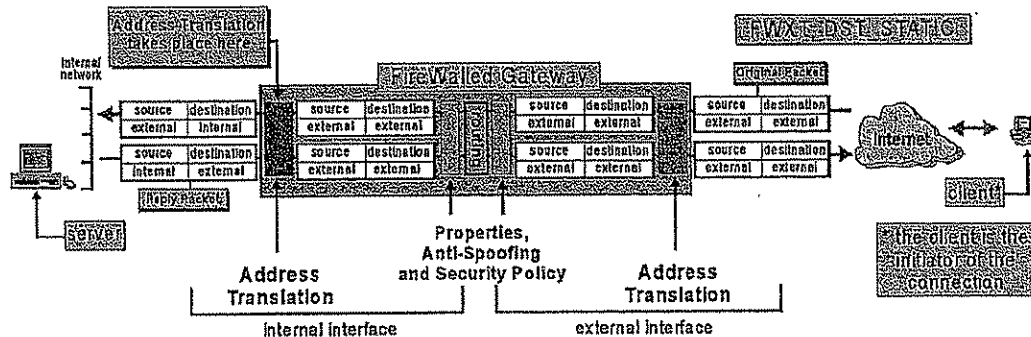 Address Translation
takes place here
FWXT_DST_STATIC
Internal
network
FireWalled Gateway
Original Packet
source destination
external internal
source destination
external external
source destination
external external
source destination
external external
source destination
internal external
source destination
external external
source destination
external external
source destination
external external
Routing
Internet
Reply Packet
server
client*
Properties,
Anti-Spoofing
and Security Policy
Address
Translation
Address
Translation
* the client is the
initiator of the
connection
internal interface
external interface